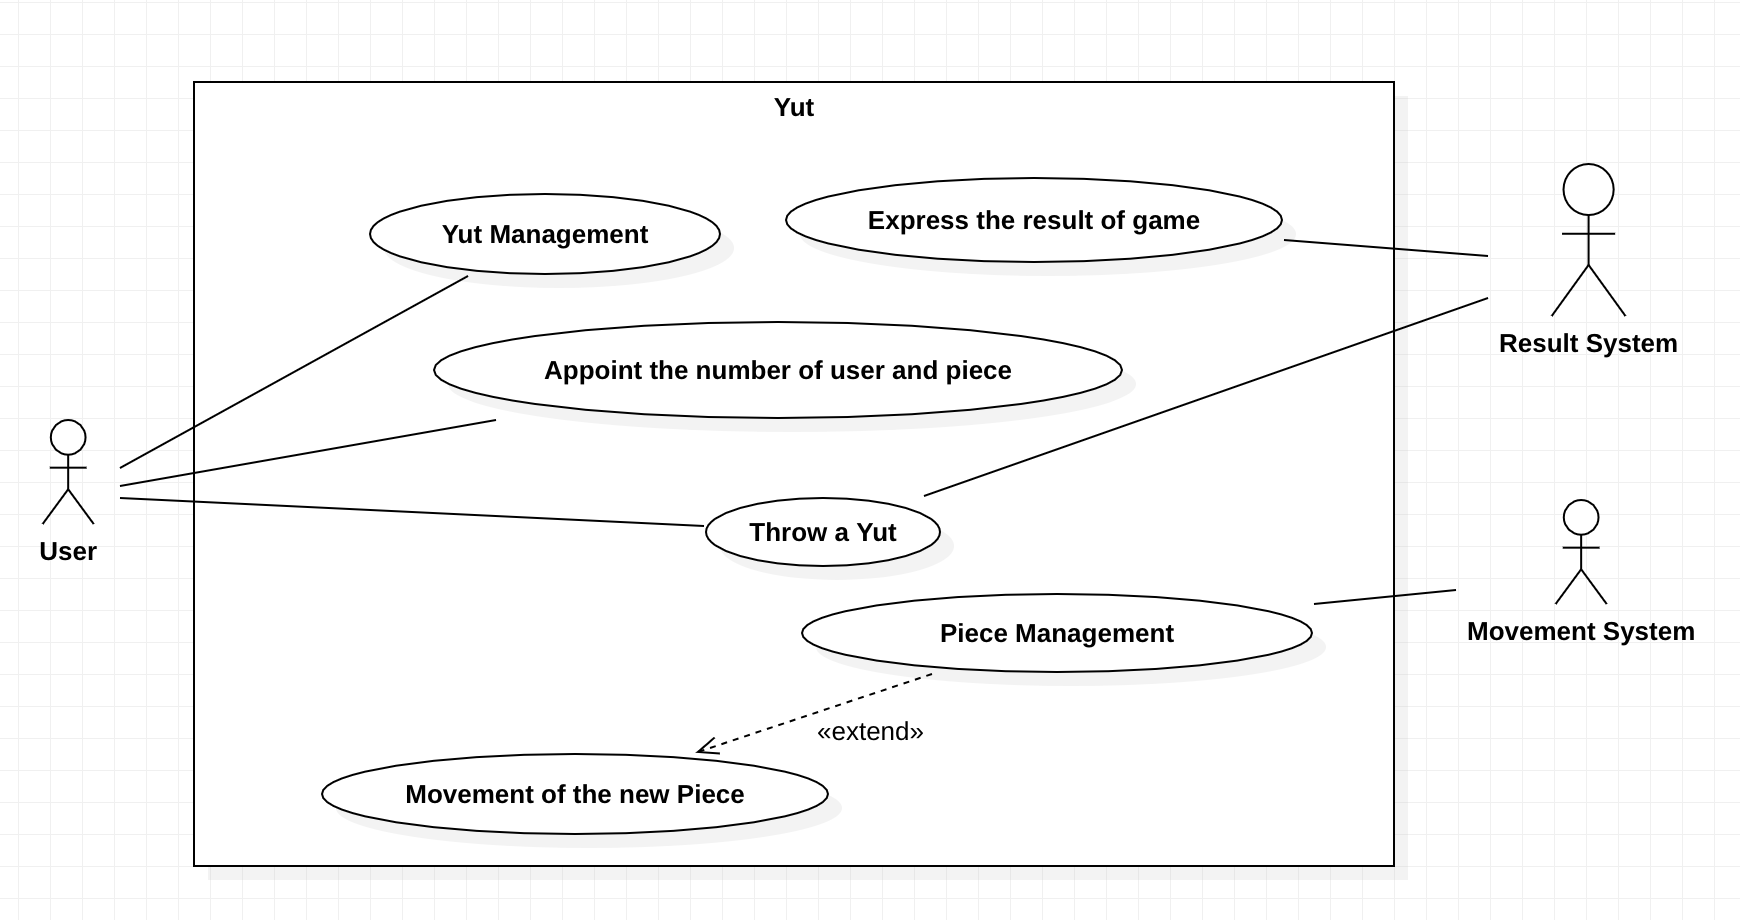 Yut
Yut Management
Express the result of game
Appoint the number of user and piece
Throw a Yut
Piece Management
«extend»
Movement of the new Piece
User
Result System
Movement System